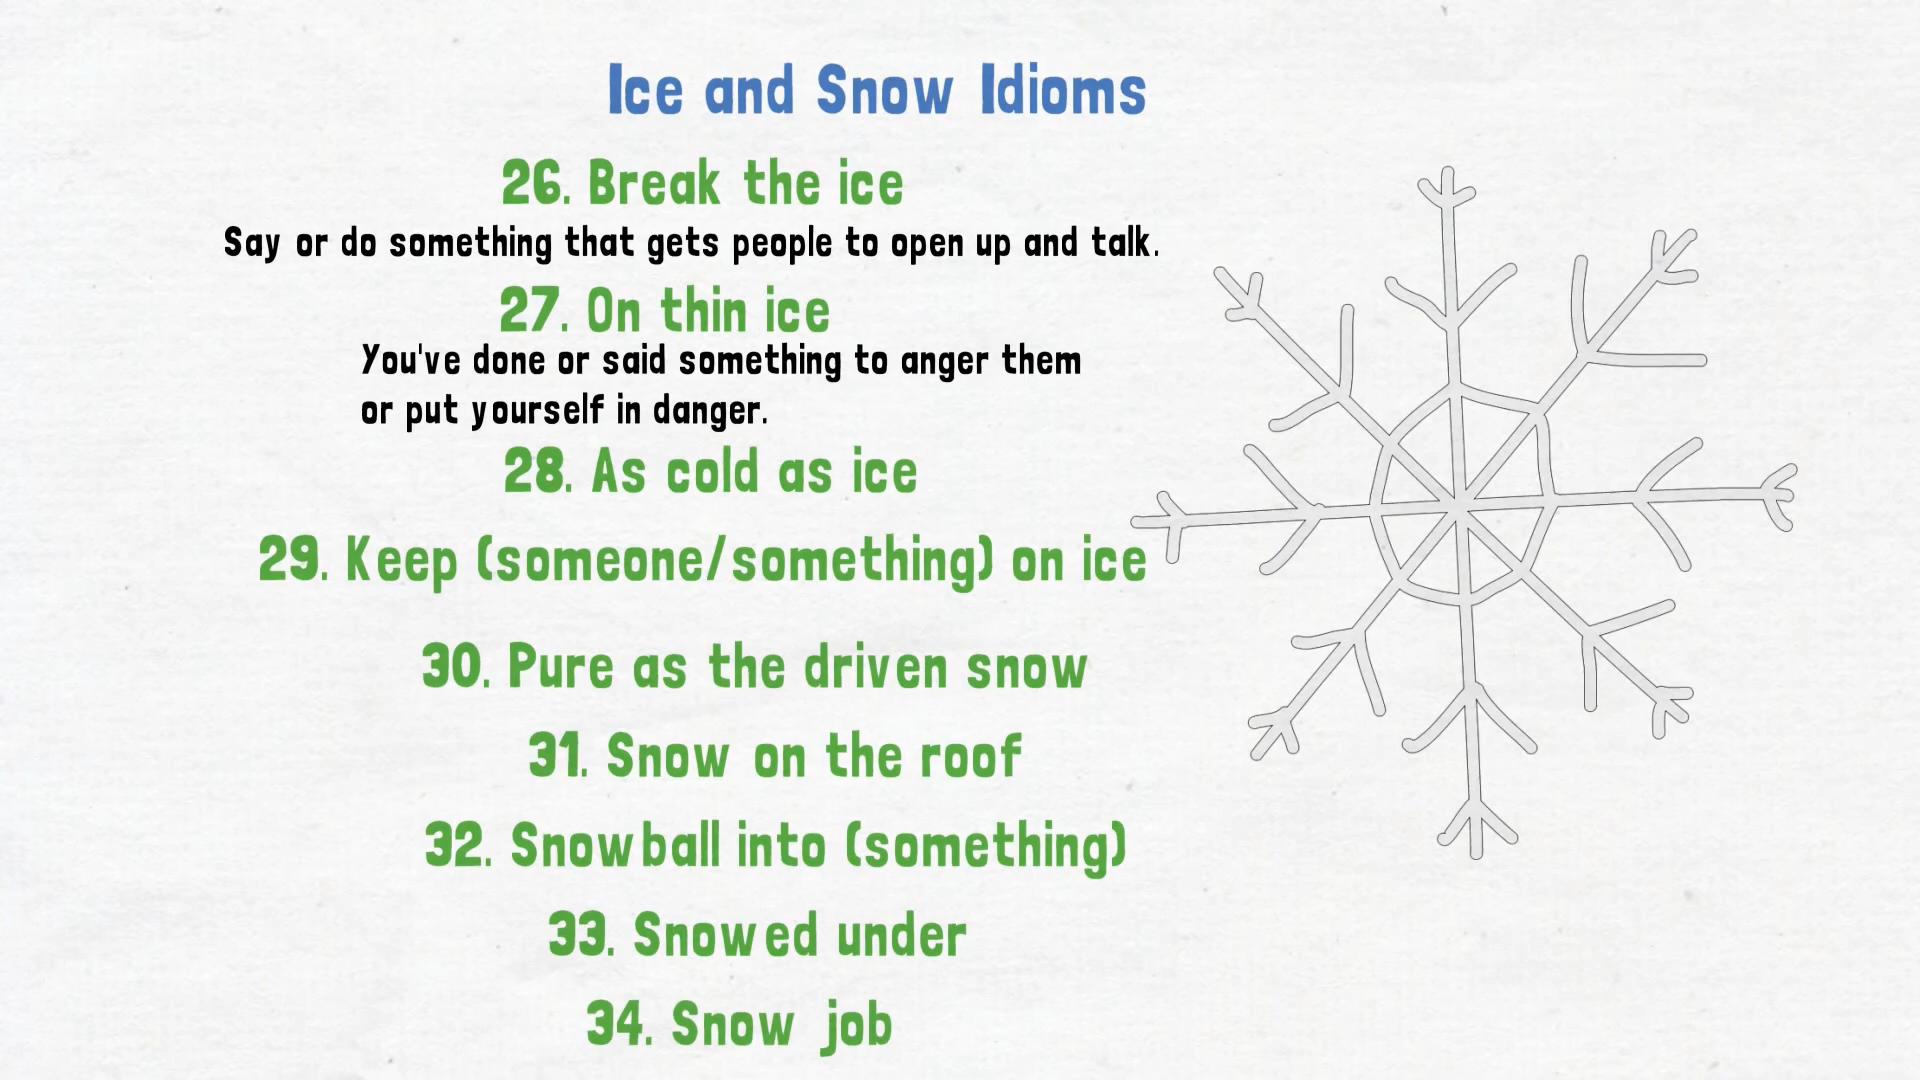 Ice and Snow Idioms
26. Break the ice
Say or do something that gets people to open up and talk.
27. On thin ice
You've done or said something to anger them
or put yourself in danger.
28. As cold as ice
29. Keep (someone/something) on ice
30. Pure as the driven snow
31. Snow on the roof
32. Snowball into (something)
33. Snowed under
34. Snow job